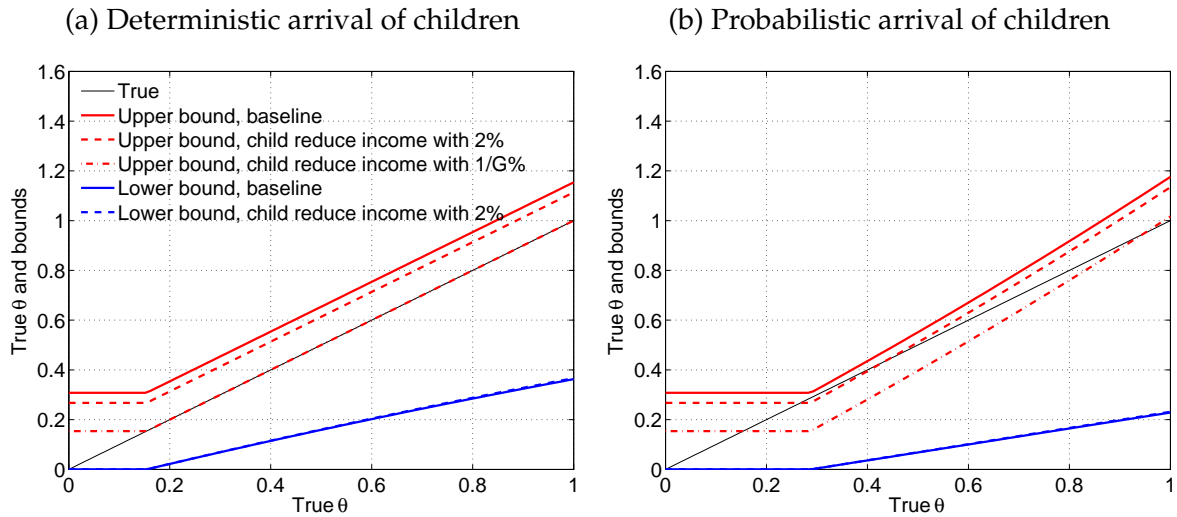 (a) Deterministic arrival of children
1.6
1.4
1.2
1
0.8
0.6
0.4
0.2
0
True θ and bounds
True
Upper bound, baseline
Upper bound, child reduce income with 2%
Upper bound, child reduce income with 1/G%
Lower bound, baseline
Lower bound, child reduce income with 2%
0 0.2 0.4 0.6 0.8 1
True θ
(b) Probabilistic arrival of children
1.6
1.4
1.2
1
0.8
0.6
0.4
0.2
0
True θ and bounds
0 0.2 0.4 0.6 0.8 1
True θ